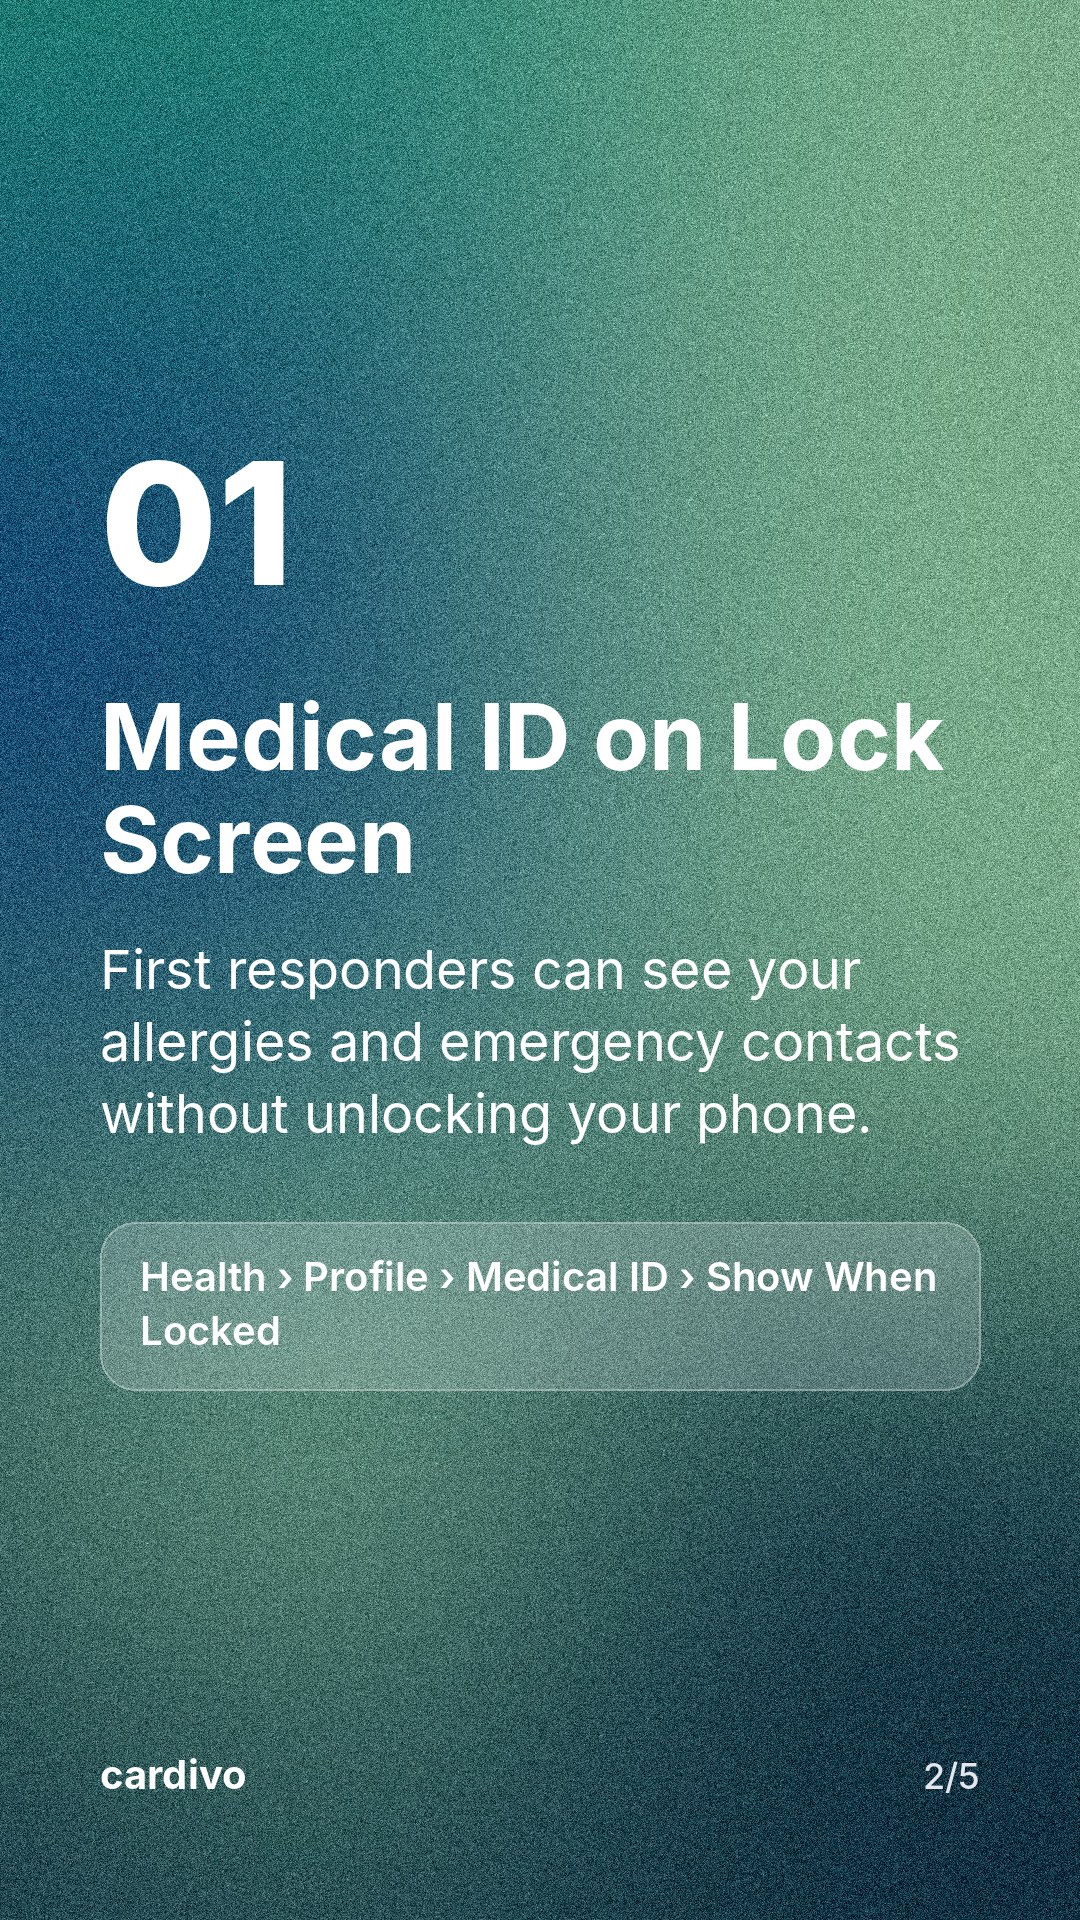 01
Medical ID on Lock
Screen
First responders can see your
allergies and emergency contacts
without unlocking your phone.
Health › Profile › Medical ID › Show When
Locked
cardivo
2/5